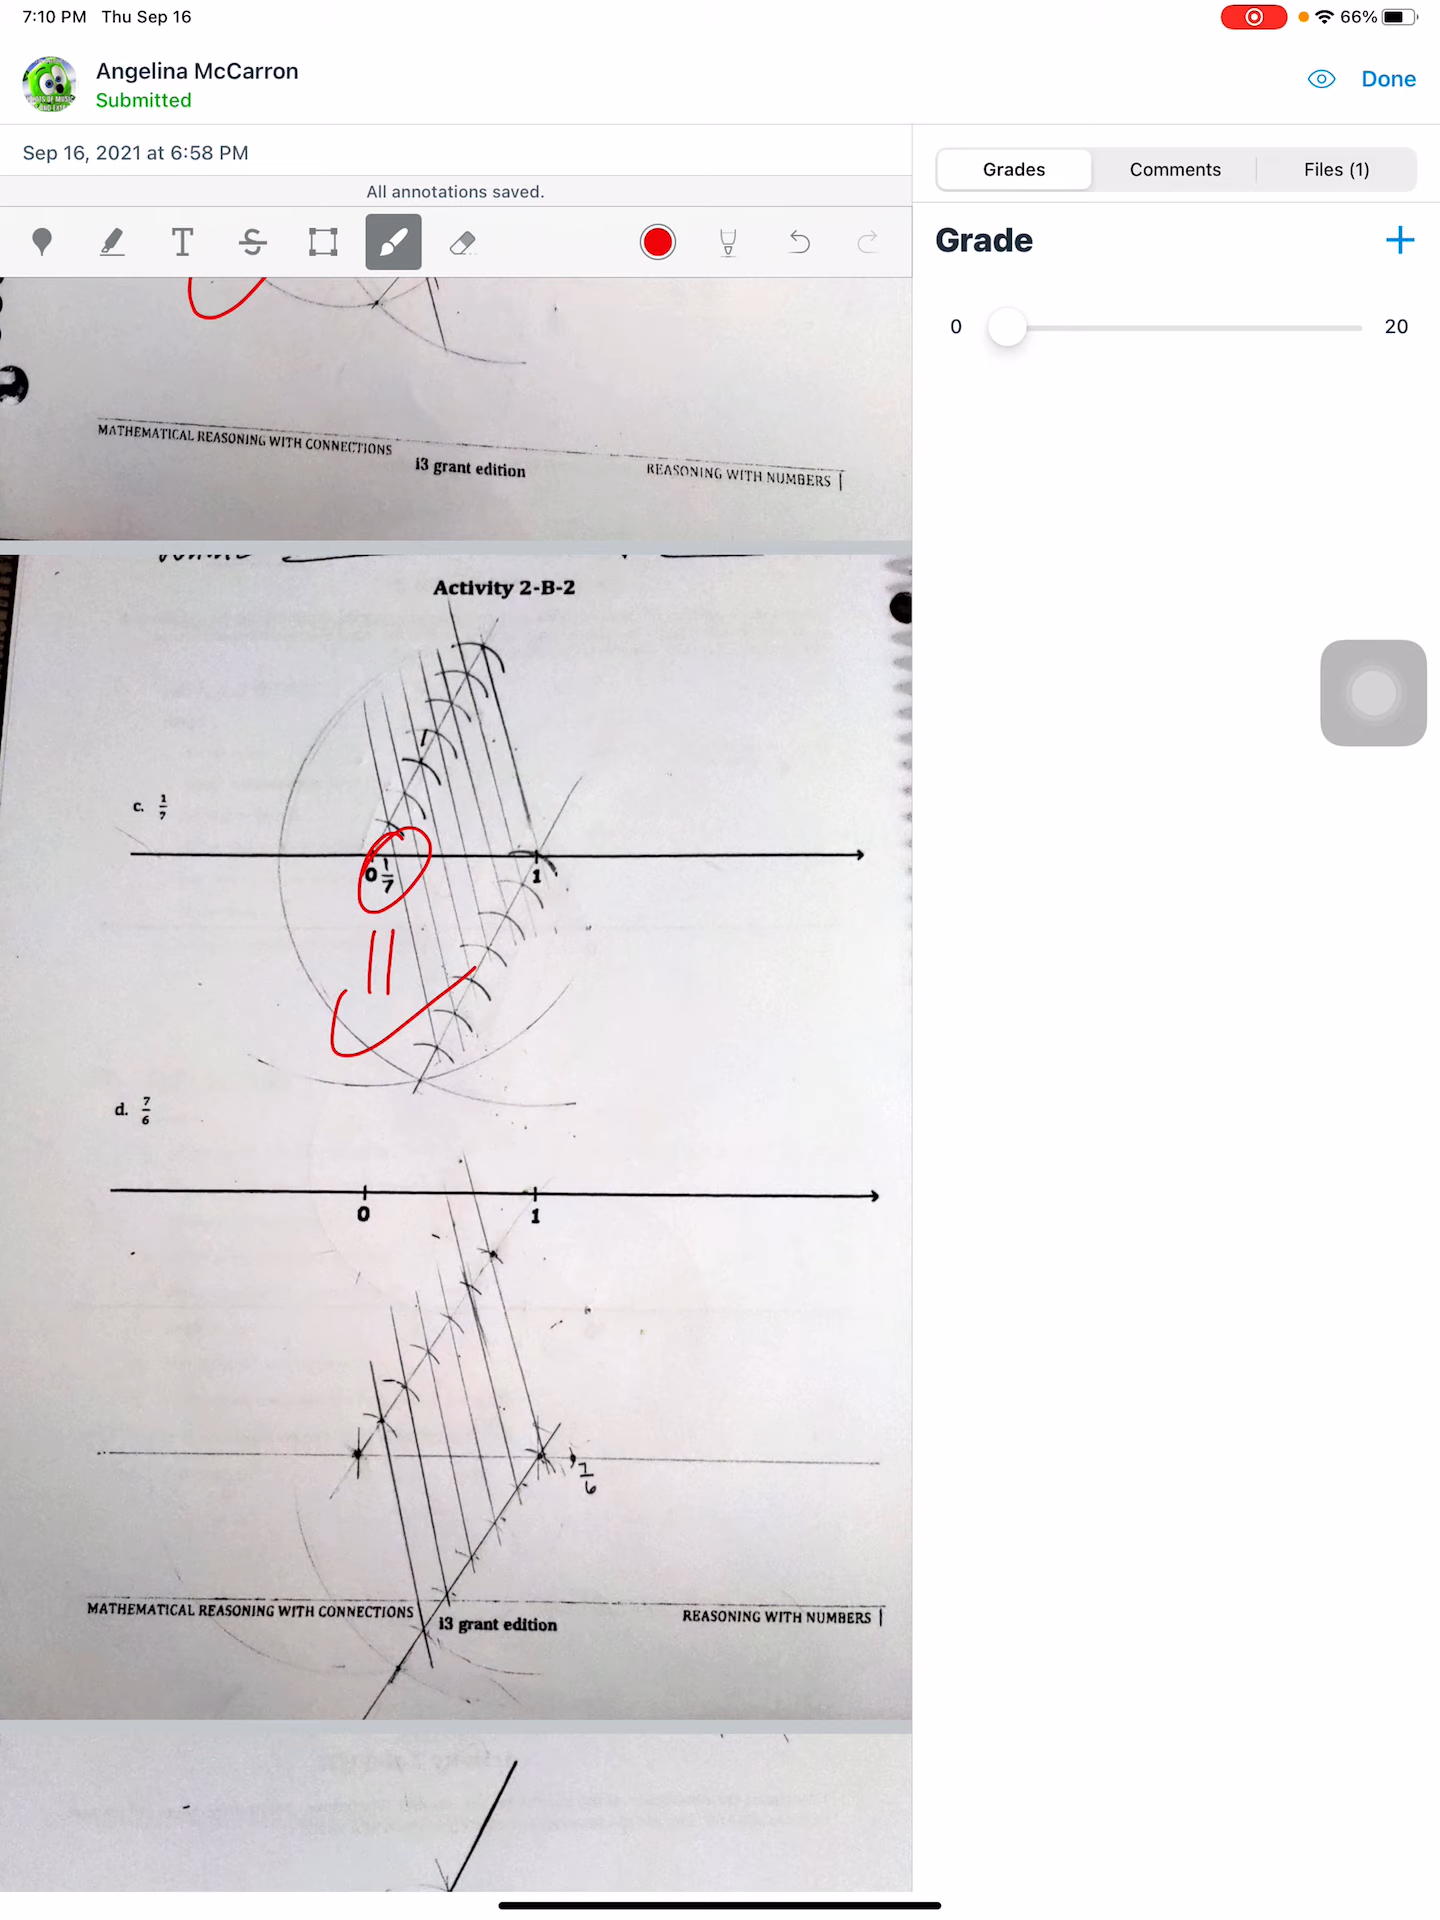 7:10 PM Thu Sep 16
66%
Angelina McCarron
Submitted
Done
Sep 16, 2021 at 6:58 PM
All annotations saved.
Grades
Comments
Files (1)
Grade
0
20
MATHEMATICAL REASONING WITH CONNECTIONS
i3 grant edition
REASONING WITH NUMBERS |
Activity 2-B-2
c. 1/7
0 1/7
1
d. 7/6
0
1
7/6
MATHEMATICAL REASONING WITH CONNECTIONS
i3 grant edition
REASONING WITH NUMBERS |